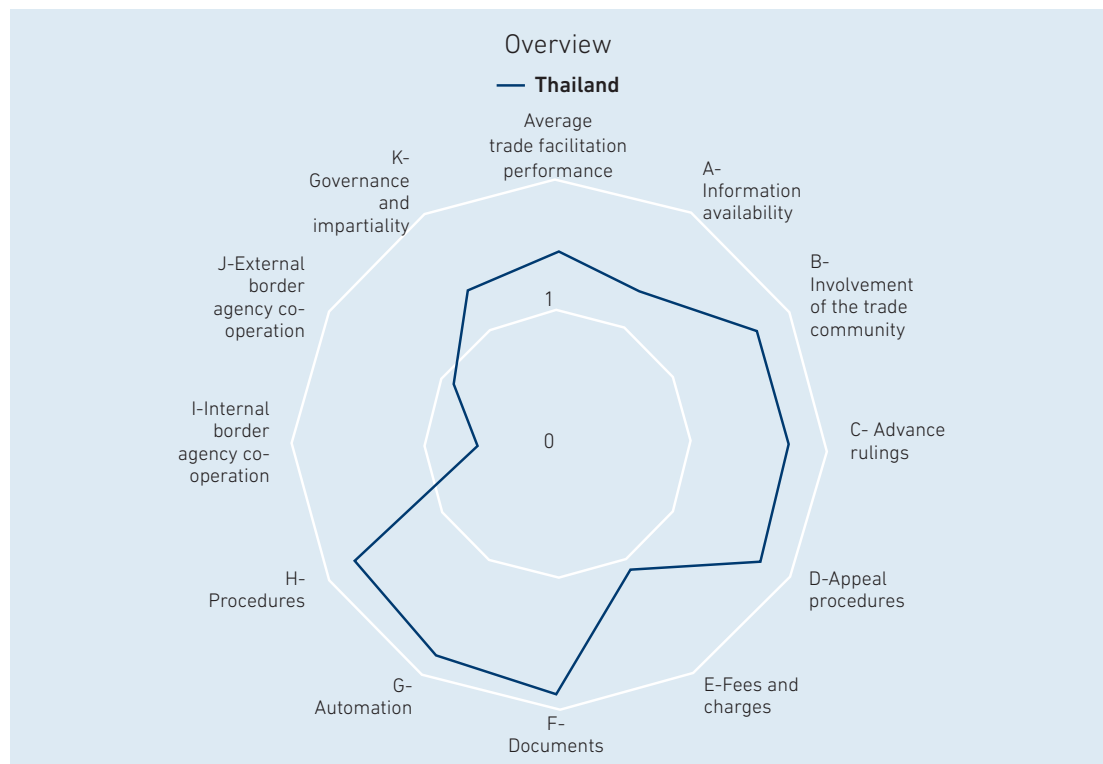 Overview
Thailand
Average
trade facilitation
performance
A-
Information
availability
B-
Involvement
of the trade
community
C- Advance
rulings
D-Appeal
procedures
E-Fees and
charges
F-
Documents
G-
Automation
H-
Procedures
I-Internal
border
agency co-
operation
J-External
border
agency co-
operation
K-
Governance
and
impartiality
1
0